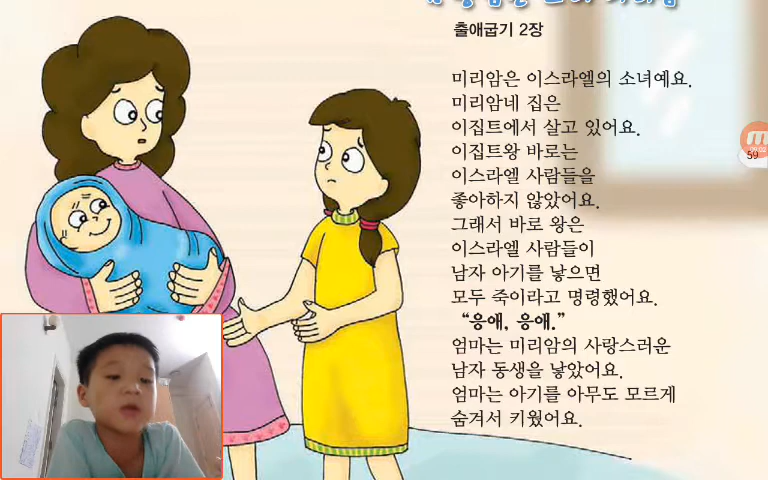 출애굽기 2장
미리암은 이스라엘의 소녀예요.
미리암네 집은
이집트에서 살고 있어요.
이집트왕 바로는
이스라엘 사람들을
좋아하지 않았어요.
그래서 바로 왕은
이스라엘 사람들이
남자 아기를 낳으면
모두 죽이라고 명령했어요.
“응애, 응애.”
엄마는 미리암의 사랑스러운
남자 동생을 낳았어요.
엄마는 아기를 아무도 모르게
숨겨서 키웠어요.
59